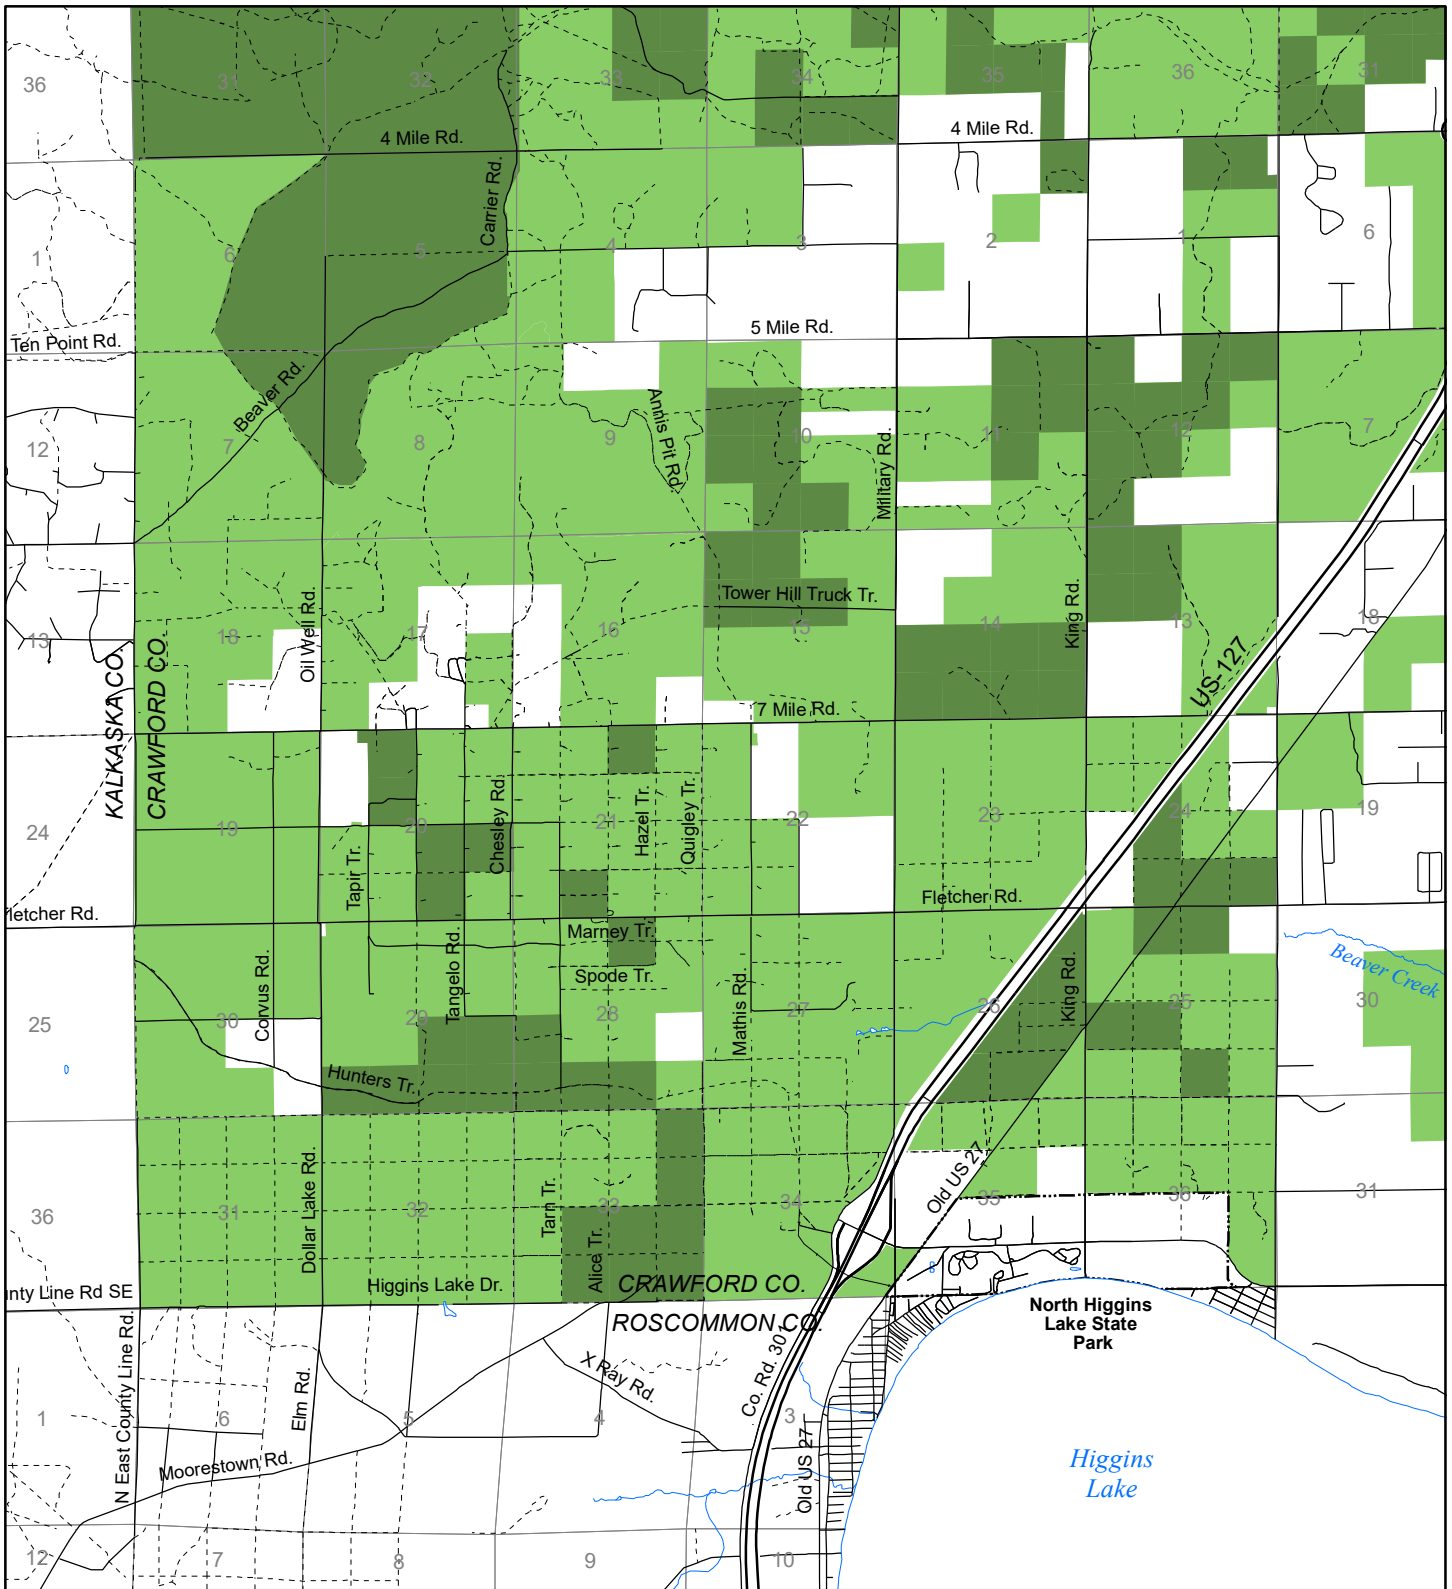 36
31
32
33
34
35
36
31
4 Mile Rd.
4 Mile Rd.
Carrier Rd.
1
6
5
4
3
2
1
6
Ten Point Rd.
5 Mile Rd.
Beaver Rd.
Annis Pit Rd.
Military Rd.
12
7
8
9
10
11
12
7
Oil Well Rd.
Tower Hill Truck Tr.
King Rd.
13
18
17
16
15
14
13
18
KALKASKA CO.
CRAWFORD CO.
US-127
7 Mile Rd.
24
19
20
21
22
23
24
19
Tapir Tr.
Chesley Rd.
Hazel Tr.
Quigley Tr.
letcher Rd.
Fletcher Rd.
Marney Tr.
Spode Tr.
Corvus Rd.
Tangelo Rd.
Mathis Rd.
King Rd.
Beaver Creek
25
30
29
28
27
26
25
30
Hunters Tr.
Old US 27
36
31
32
33
34
35
36
31
Dollar Lake Rd.
Tarn Tr.
Alice Tr.
nty Line Rd SE
Higgins Lake Dr.
CRAWFORD CO.
ROSCOMMON CO.
North Higgins
Lake State
Park
N East County Line Rd.
Elm Rd.
X Ray Rd.
Co. Rd. 301
Old US 27
1
6
5
4
3
Moorestown Rd.
Higgins
Lake
12
7
8
9
10